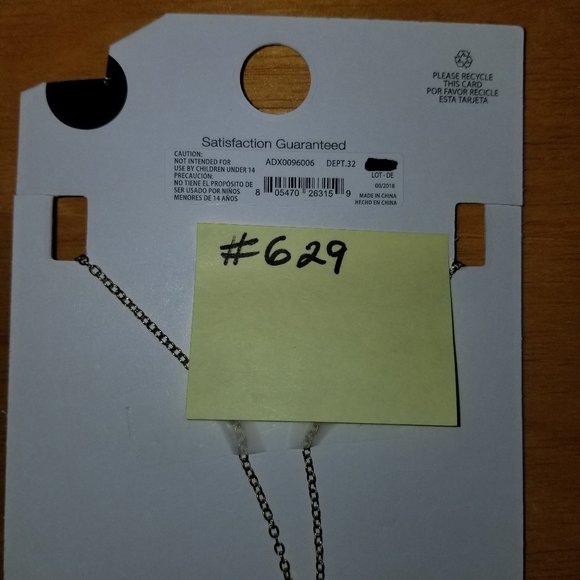 PLEASE RECYCLE
THIS CARD
POR FAVOR RECICLE
ESTA TARJETA
Satisfaction Guaranteed
CAUTION:
NOT INTENDED FOR
USE BY CHILDREN UNDER 14
PRECAUCIÓN:
NO TIENE EL PROPÓSITO DE
SER USADO POR NIÑOS
MENORES DE 14 AÑOS
ADX0096006 DEPT.32
8 05470 26315 9
LOT - DE
00/2018
MADE IN CHINA
HECHO EN CHINA
#629